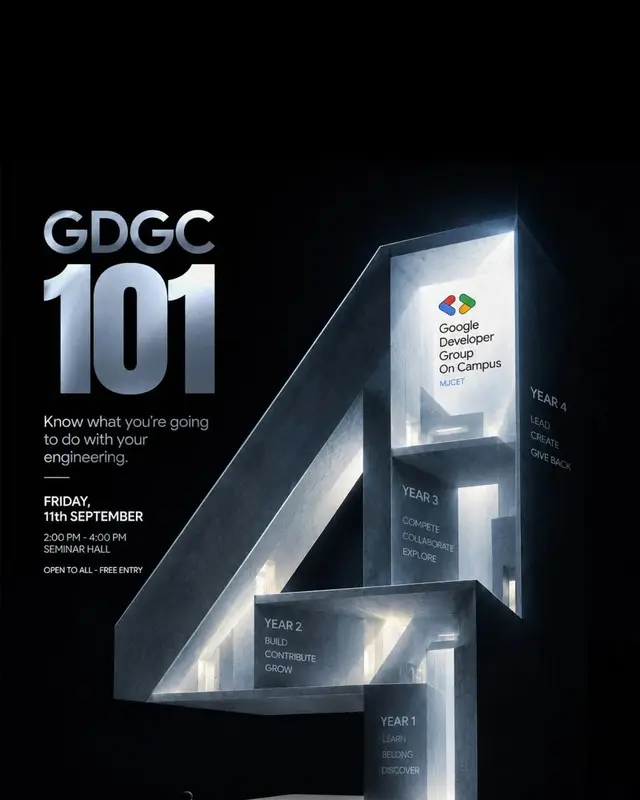 GDGC
101
Know what you're going
to do with your
engineering.
FRIDAY,
11th SEPTEMBER
2:00 PM - 4:00 PM
SEMINAR HALL
OPEN TO ALL - FREE ENTRY
Google
Developer
Group
On Campus
MJCET
YEAR 4
LEAD
CREATE
GIVE BACK
YEAR 3
COMPETE
COLLABORATE
EXPLORE
YEAR 2
BUILD
CONTRIBUTE
GROW
YEAR 1
LEARN
BELONG
DISCOVER